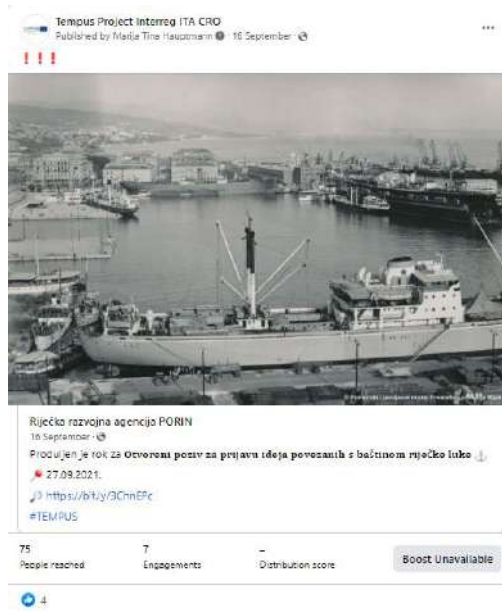 Tempus Project Interreg ITA CRO
Published by Marija Tina Hauptmann · 16 September ·
❗❗❗
Riječka razvojna agencija PORIN
16 September ·
Produljen je rok za Otvoreni poziv za prijavu ideja povezanih s baštinom riječke luke ⚓
📍 27.09.2021.
🔎 https://bit.ly/3ChnEPc
#TEMPUS
75
People reached
7
Engagements
–
Distribution score
Boost Unavailable
4